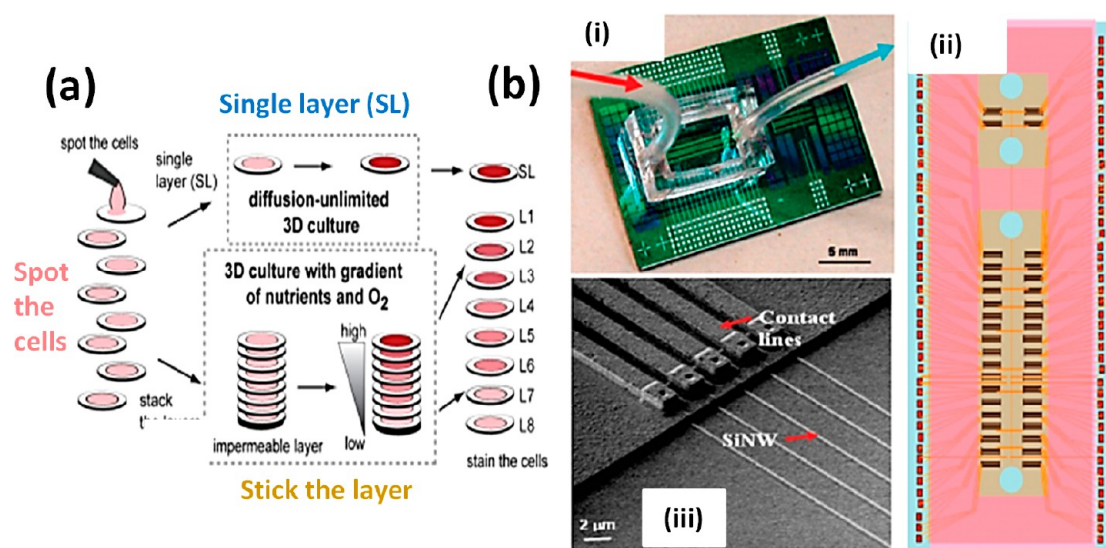 (a)
spot the cells
single
layer (SL)
Spot
the
cells
stack
Single layer (SL)
diffusion-unlimited
3D culture
3D culture with gradient
of nutrients and O2
high
low
impermeable layer
Stick the layer
(b)
SL
L1
L2
L3
L4
L5
L6
L7
L8
stain the cells
(i)
5 mm
(ii)
Contact
lines
SiNW
2 µm
(iii)